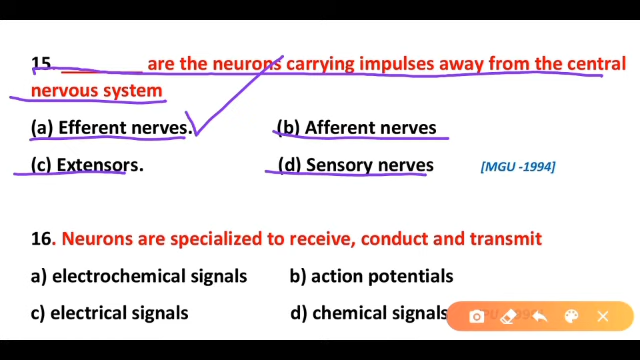 15. ________ are the neurons carrying impulses away from the central
nervous system
(a) Efferent nerves. (b) Afferent nerves
(c) Extensors. (d) Sensory nerves [MGU -1994]
16. Neurons are specialized to receive, conduct and transmit
a) electrochemical signals b) action potentials
c) electrical signals d) chemical signals